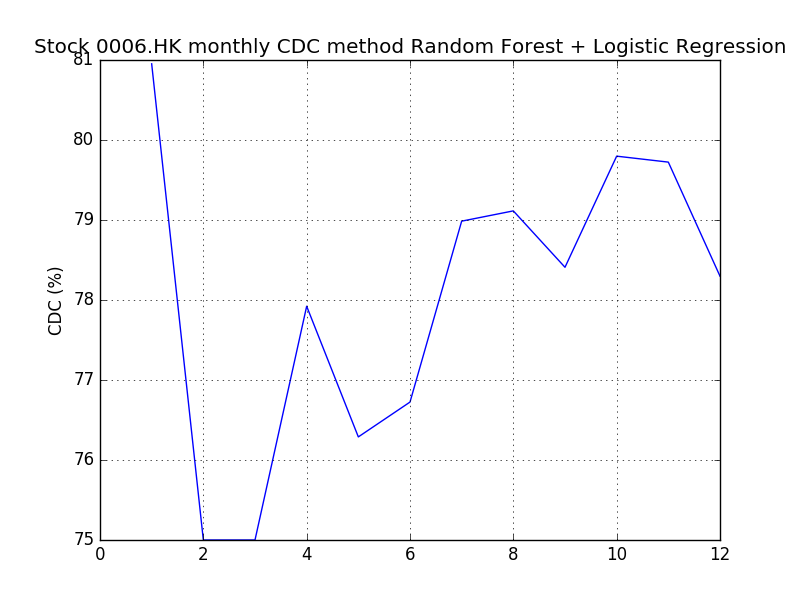 Stock 0006.HK monthly CDC method Random Forest + Logistic Regression
81
80
79
78
77
76
75
CDC (%)
0 2 4 6 8 10 12